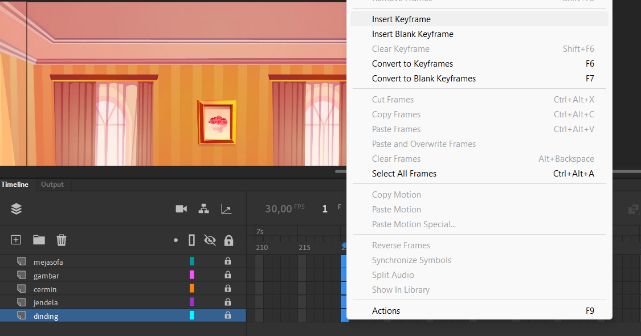 Insert Keyframe
Insert Blank Keyframe
Clear Keyframe Shift+F6
Convert to Keyframes F6
Convert to Blank Keyframes F7
Cut Frames Ctrl+Alt+X
Copy Frames Ctrl+Alt+C
Paste Frames Ctrl+Alt+V
Paste and Overwrite Frames
Clear Frames Alt+Backspace
Select All Frames Ctrl+Alt+A
Copy Motion
Paste Motion
Paste Motion Special...
Reverse Frames
Synchronize Symbols
Split Audio
Show In Library
Actions F9
Timeline Output
30,00 FPS 1 F
7s
210 215
mejasofa
gambar
cermin
jendela
dinding